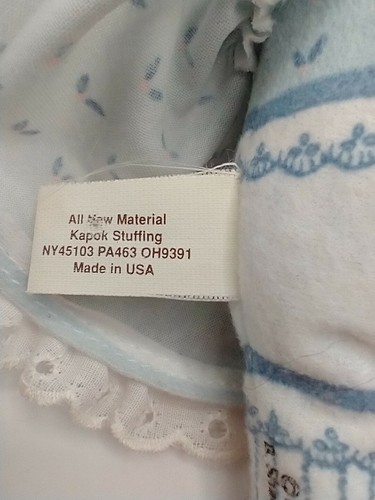 All New Material
Kapok Stuffing
NY45103 PA463 OH9391
Made in USA